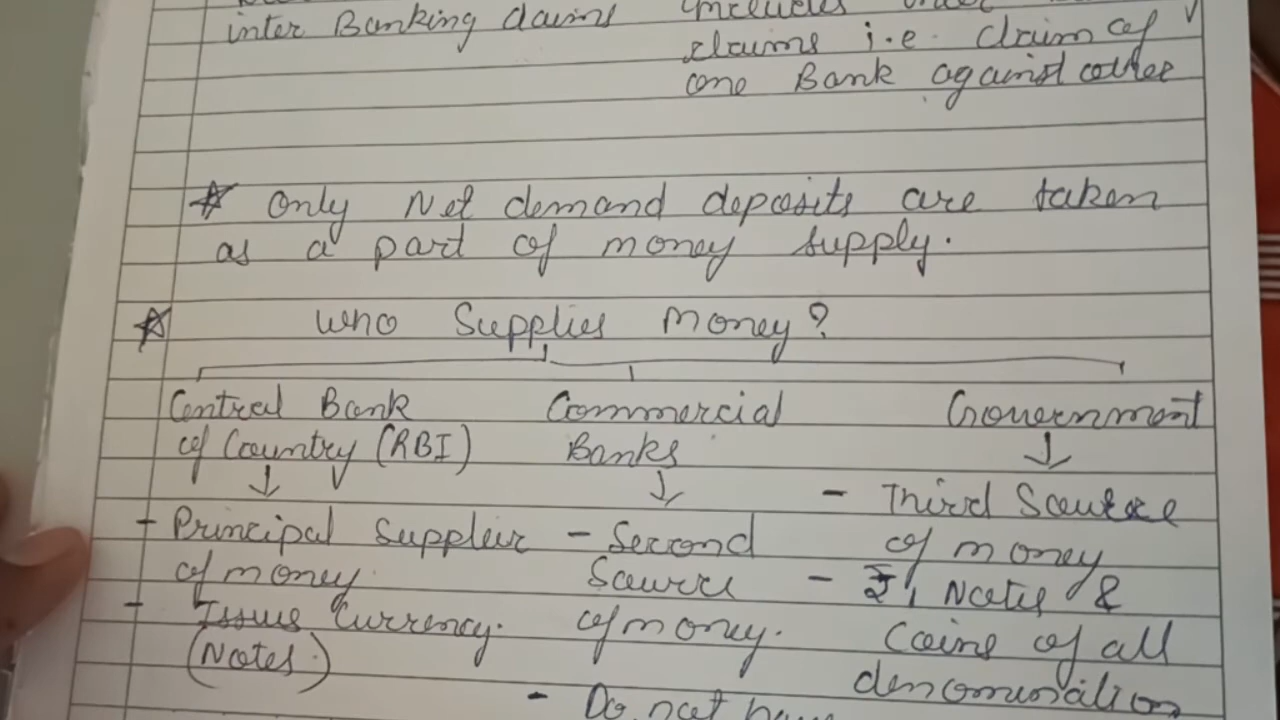 inter Banking claims includes
claims i.e. claim of
one Bank against other
☆ Only Net demand deposits are taken
as a part of money supply.
☆ Who Supplies Money?
Central Bank of Country (RBI)
↓
- Principal Supplier
of money.
- Issues Currency.
(Notes.)
Commercial
Banks
↓
- Second
Source
of money.
- Do not have
Government
↓
- Third Source
of money
- ₹1 Notes &
Coins of all
denomination